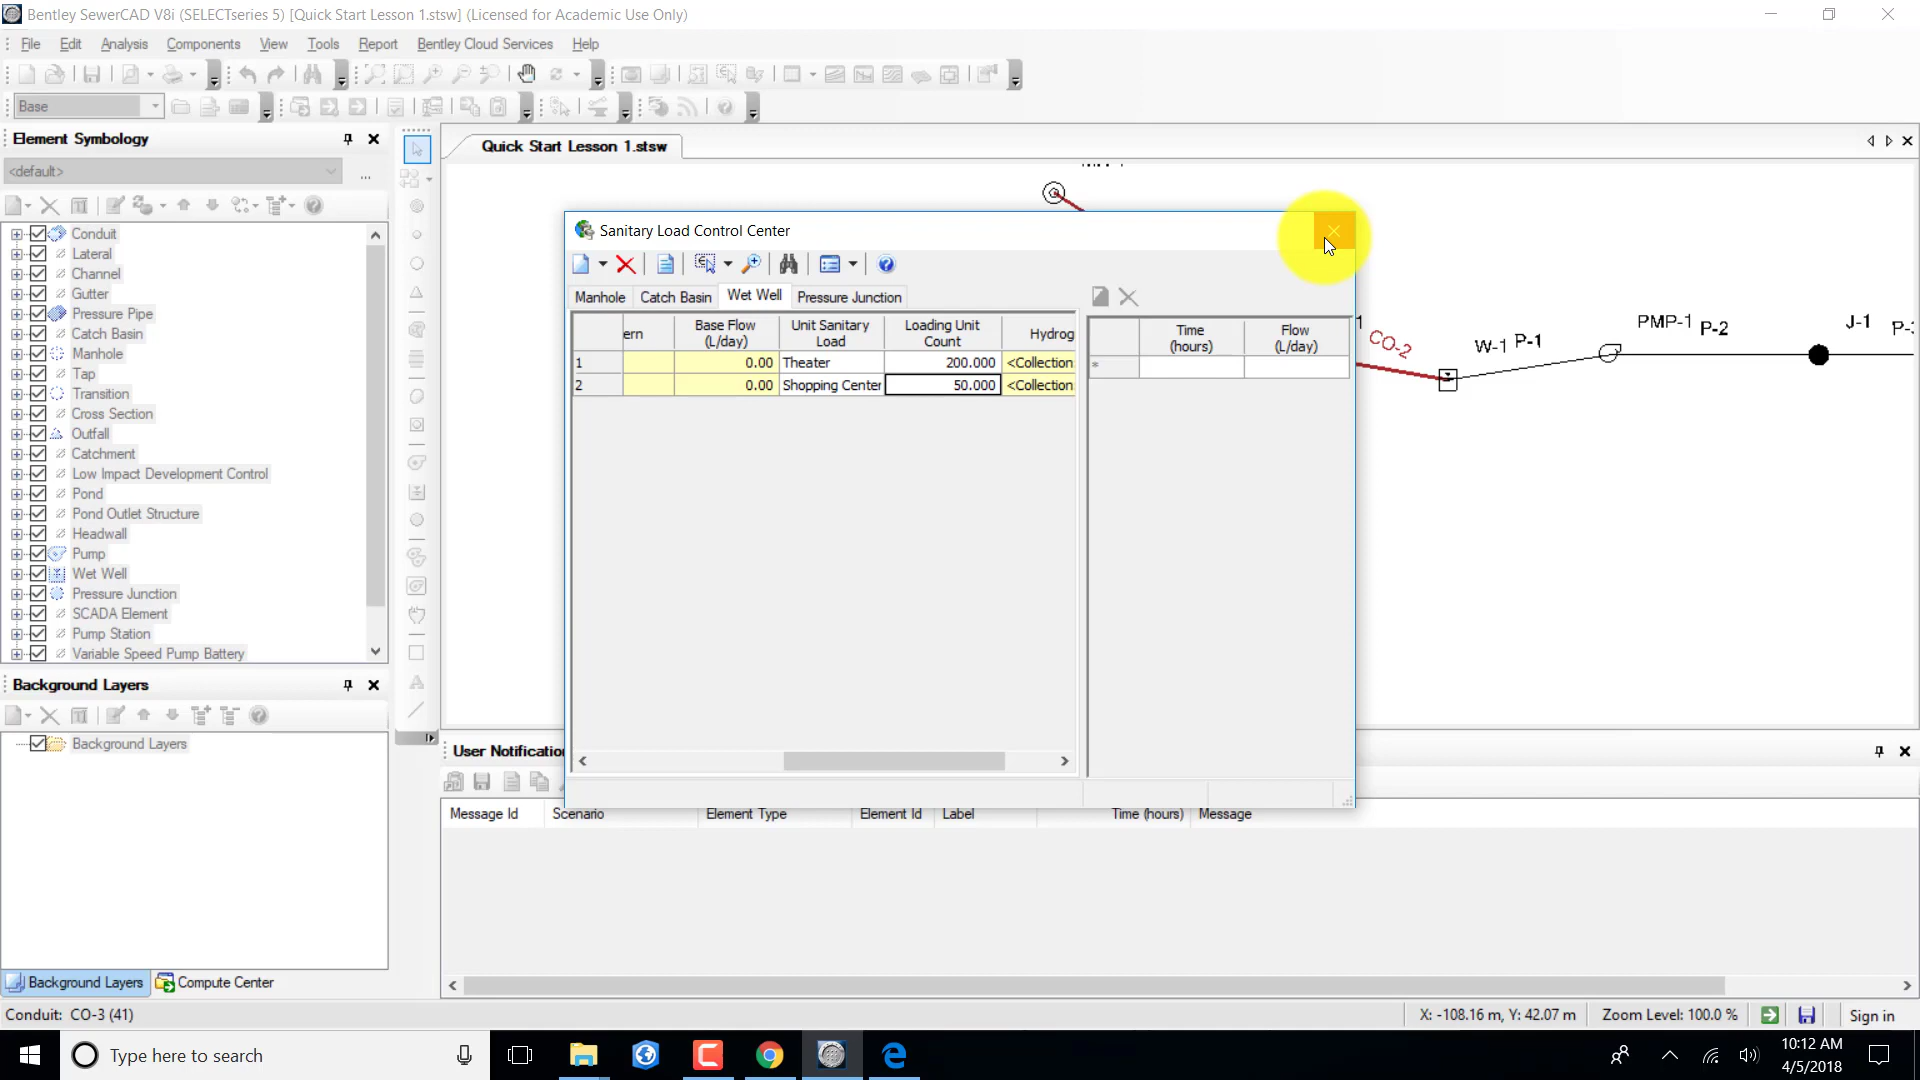 Bentley SewerCAD V8i (SELECTseries 5) [Quick Start Lesson 1.stsw] (Licensed for Academic Use Only)
File Edit Analysis Components View Tools Report Bentley Cloud Services Help
Base
Element Symbology
<default>
...
Conduit
Lateral
Channel
Gutter
Pressure Pipe
Catch Basin
Manhole
Tap
Transition
Cross Section
Outfall
Catchment
Low Impact Development Control
Pond
Pond Outlet Structure
Headwall
Pump
Wet Well
Pressure Junction
SCADA Element
Pump Station
Variable Speed Pump Battery
Background Layers
Background Layers
Background Layers Compute Center
Quick Start Lesson 1.stsw
CO-2
W-1 P-1
PMP-1 P-2
J-1
Sanitary Load Control Center
Manhole Catch Basin Wet Well Pressure Junction
ern Base Flow (L/day) Unit Sanitary Load Loading Unit Count Hydrog
1 0.00 Theater 200.000 <Collection:
2 0.00 Shopping Center 50.000 <Collection:
Time (hours) Flow (L/day)
*
User Notification
Message Id Scenario Element Type Element Id Label Time (hours) Message
Conduit: CO-3 (41)
X: -108.16 m, Y: 42.07 m Zoom Level: 100.0 % Sign in
Type here to search
10:12 AM
4/5/2018